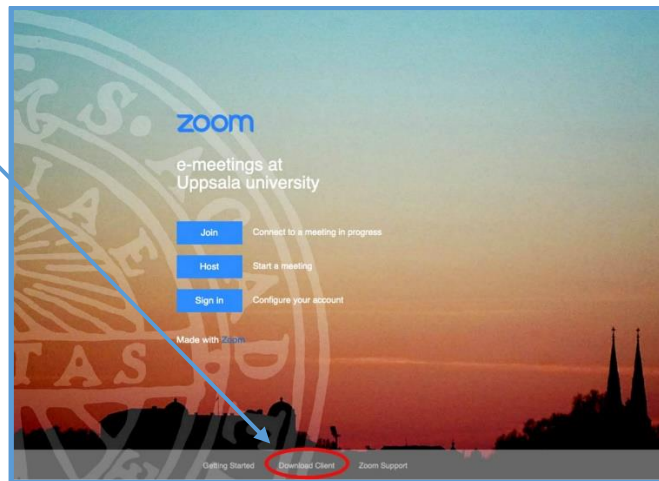 zoom
e-meetings at
Uppsala university
Join Connect to a meeting in progress
Host Start a meeting
Sign in Configure your account
Made with Zoom
Getting Started Download Client Zoom Support